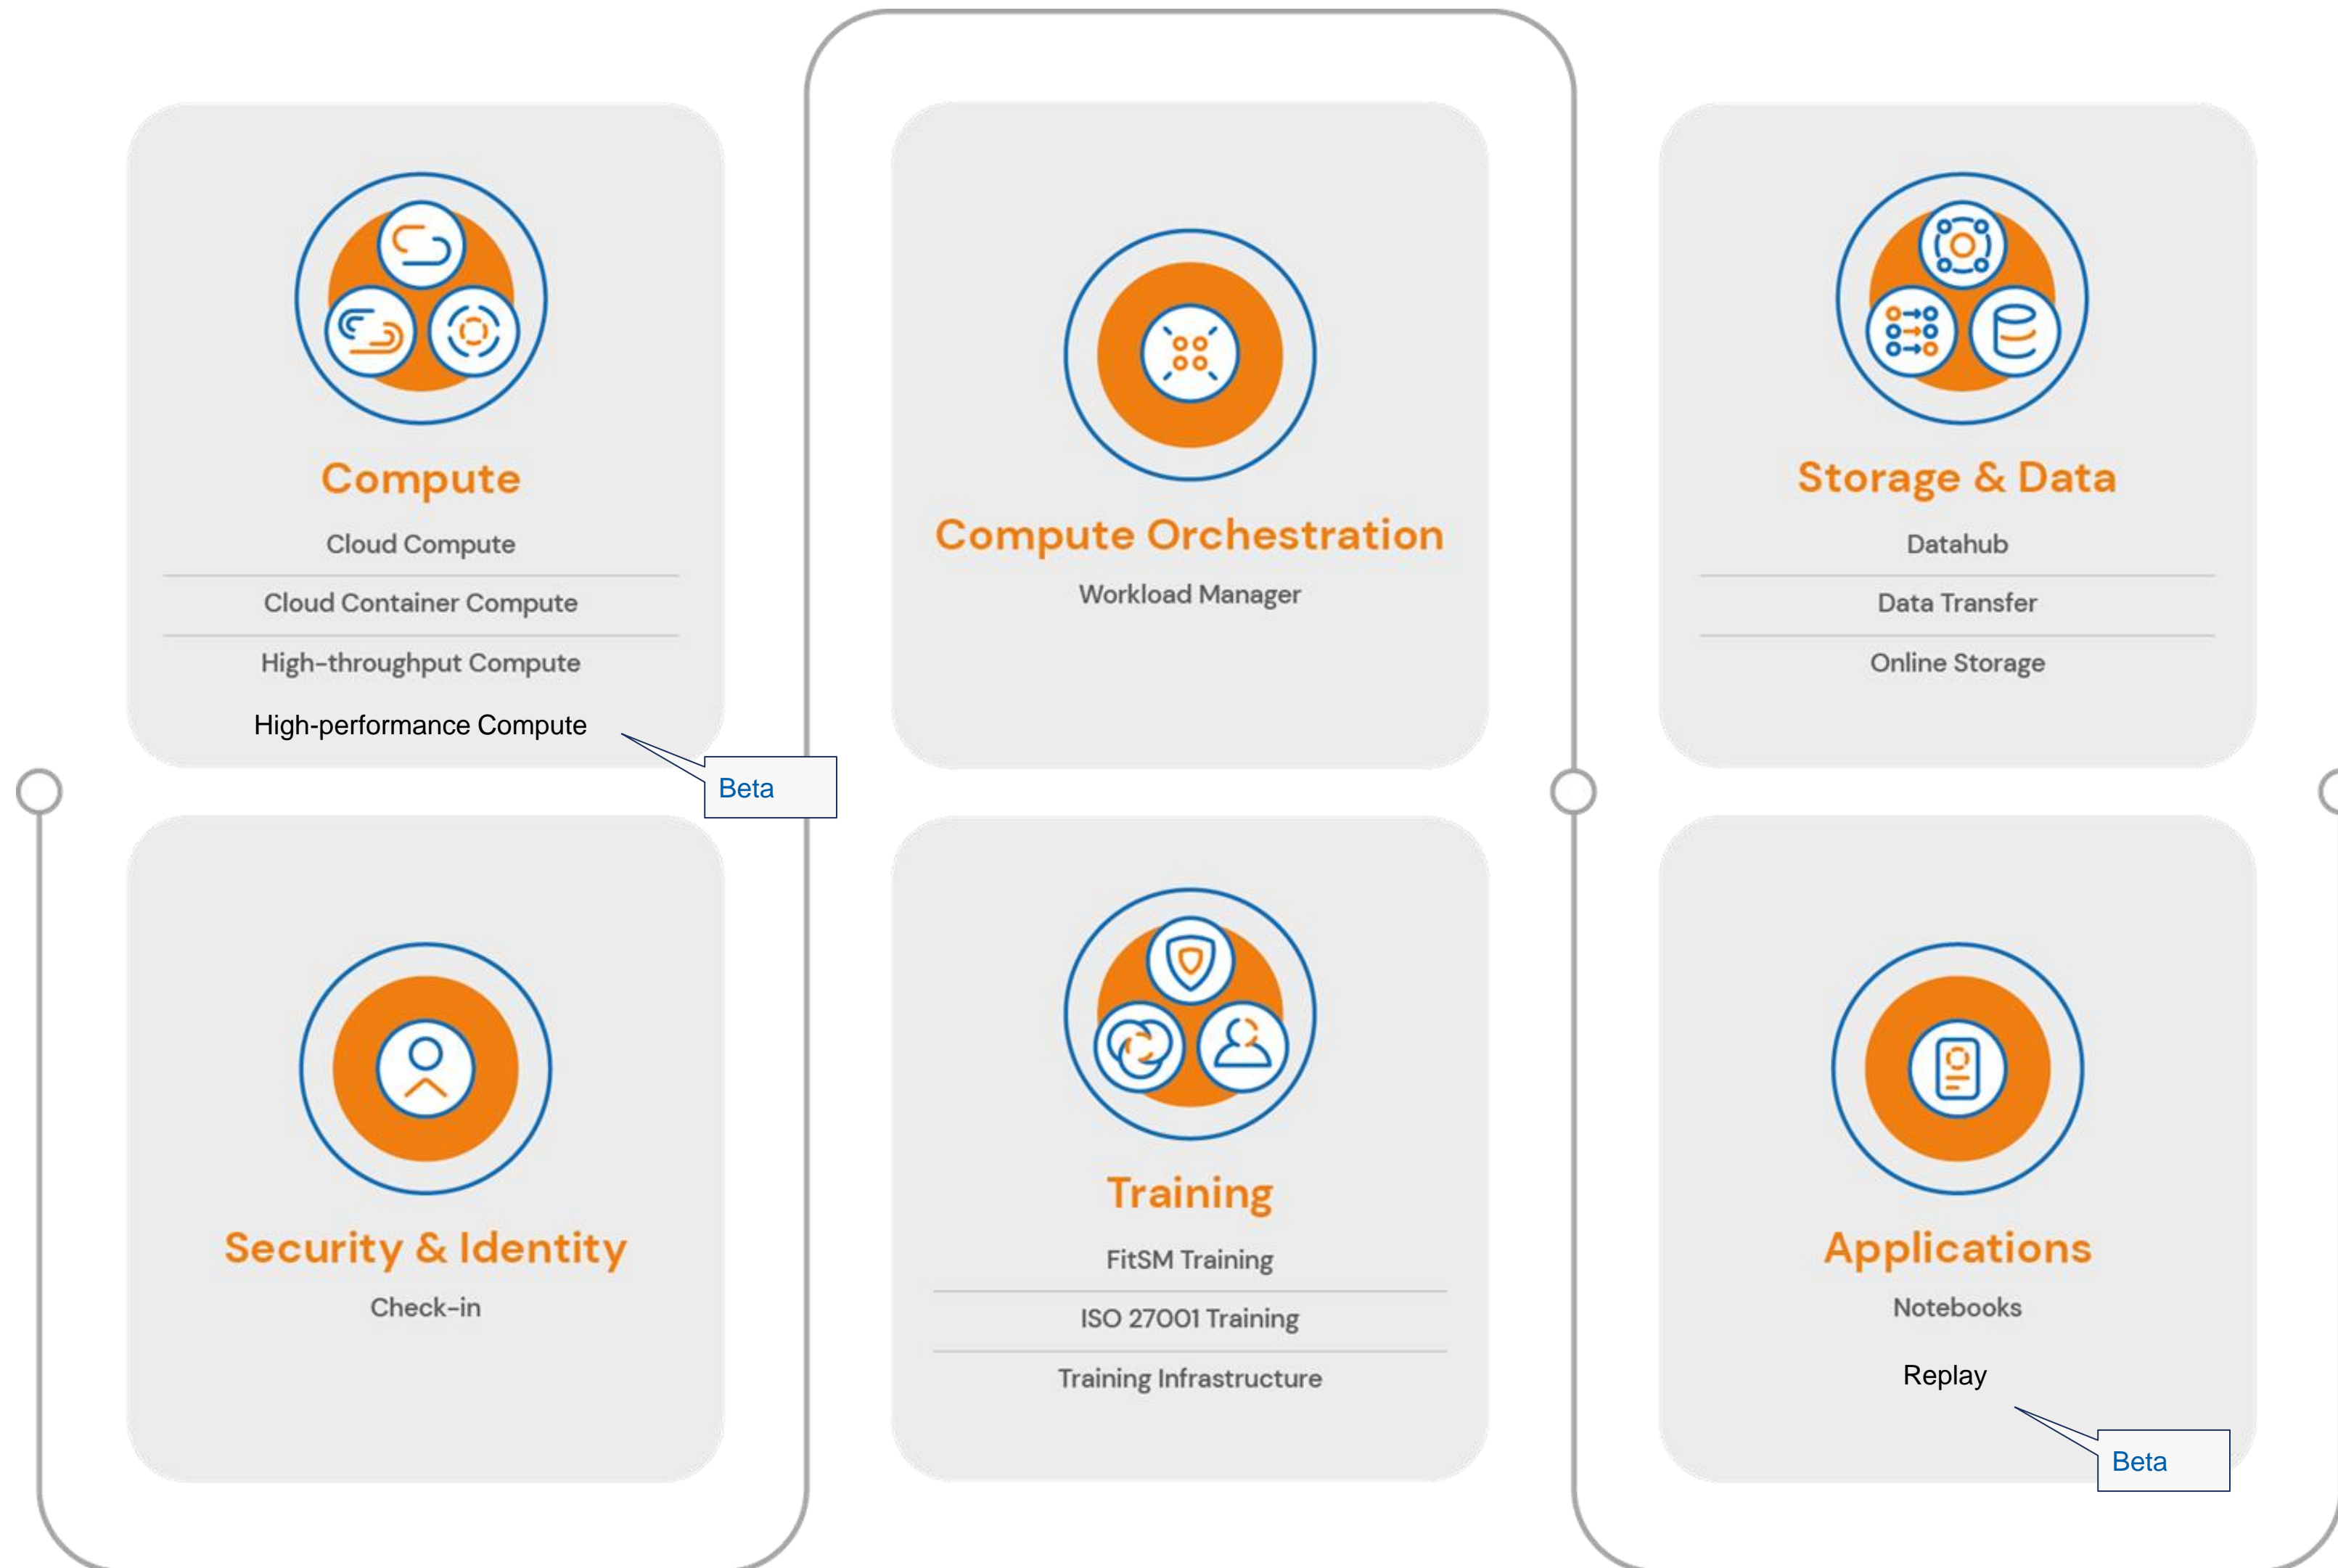 Compute
Cloud Compute
Cloud Container Compute
High-throughput Compute
High-performance Compute
Beta
Compute Orchestration
Workload Manager
Storage & Data
Datahub
Data Transfer
Online Storage
Security & Identity
Check-in
Training
FitSM Training
ISO 27001 Training
Training Infrastructure
Applications
Notebooks
Replay
Beta